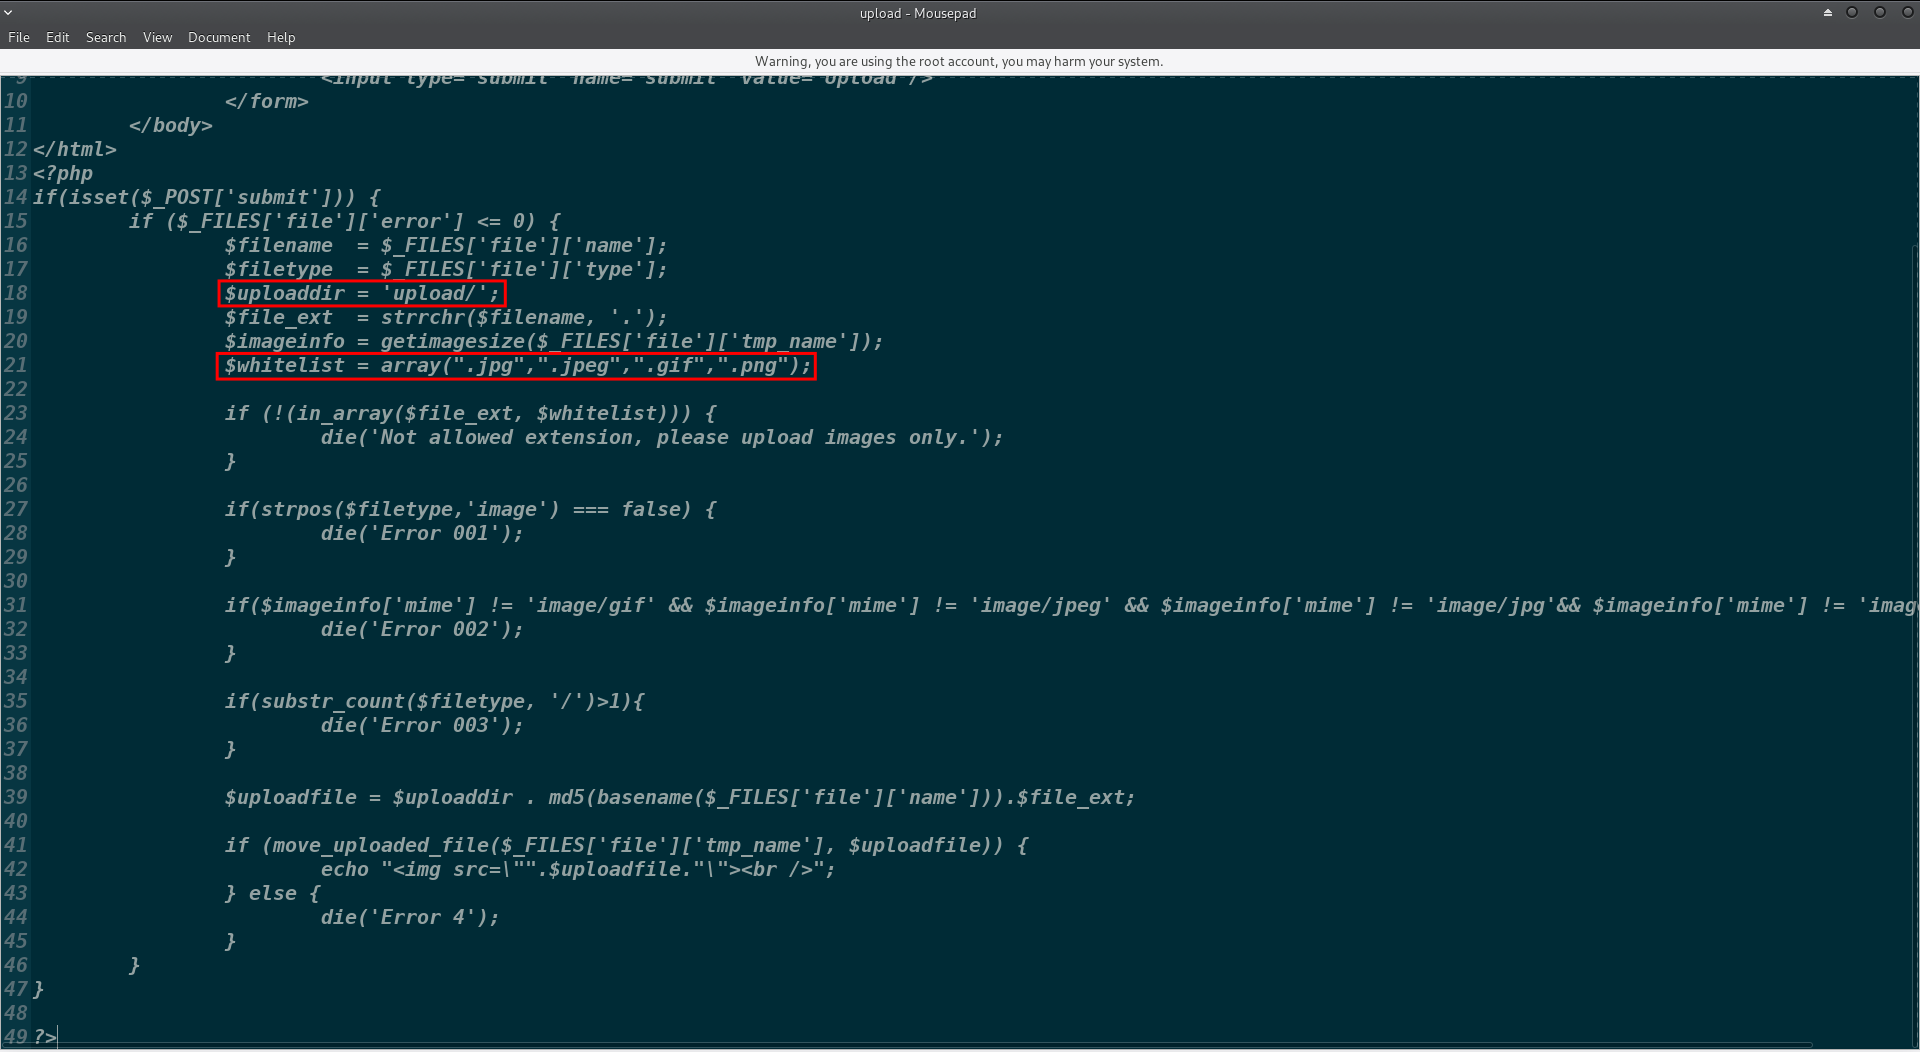 upload - Mousepad
File Edit Search View Document Help
Warning, you are using the root account, you may harm your system.
9 <input type="submit" name="submit" value="Upload"/>
10 </form>
11 </body>
12 </html>
13 <?php
14 if(isset($_POST['submit'])) {
15 if ($_FILES['file']['error'] <= 0) {
16 $filename  = $_FILES['file']['name'];
17 $filetype  = $_FILES['file']['type'];
18 $uploaddir = 'upload/';
19 $file_ext  = strrchr($filename, '.');
20 $imageinfo = getimagesize($_FILES['file']['tmp_name']);
21 $whitelist = array(".jpg",".jpeg",".gif",".png");
22
23 if (!(in_array($file_ext, $whitelist))) {
24 die('Not allowed extension, please upload images only.');
25 }
26
27 if(strpos($filetype,'image') === false) {
28 die('Error 001');
29 }
30
31 if($imageinfo['mime'] != 'image/gif' && $imageinfo['mime'] != 'image/jpeg' && $imageinfo['mime'] != 'image/jpg'&& $imageinfo['mime'] != 'imag
32 die('Error 002');
33 }
34
35 if(substr_count($filetype, '/')>1){
36 die('Error 003');
37 }
38
39 $uploadfile = $uploaddir . md5(basename($_FILES['file']['name'])).$file_ext;
40
41 if (move_uploaded_file($_FILES['file']['tmp_name'], $uploadfile)) {
42 echo "<img src=\"".$uploadfile."\"><br />";
43 } else {
44 die('Error 4');
45 }
46 }
47 }
48
49 ?>